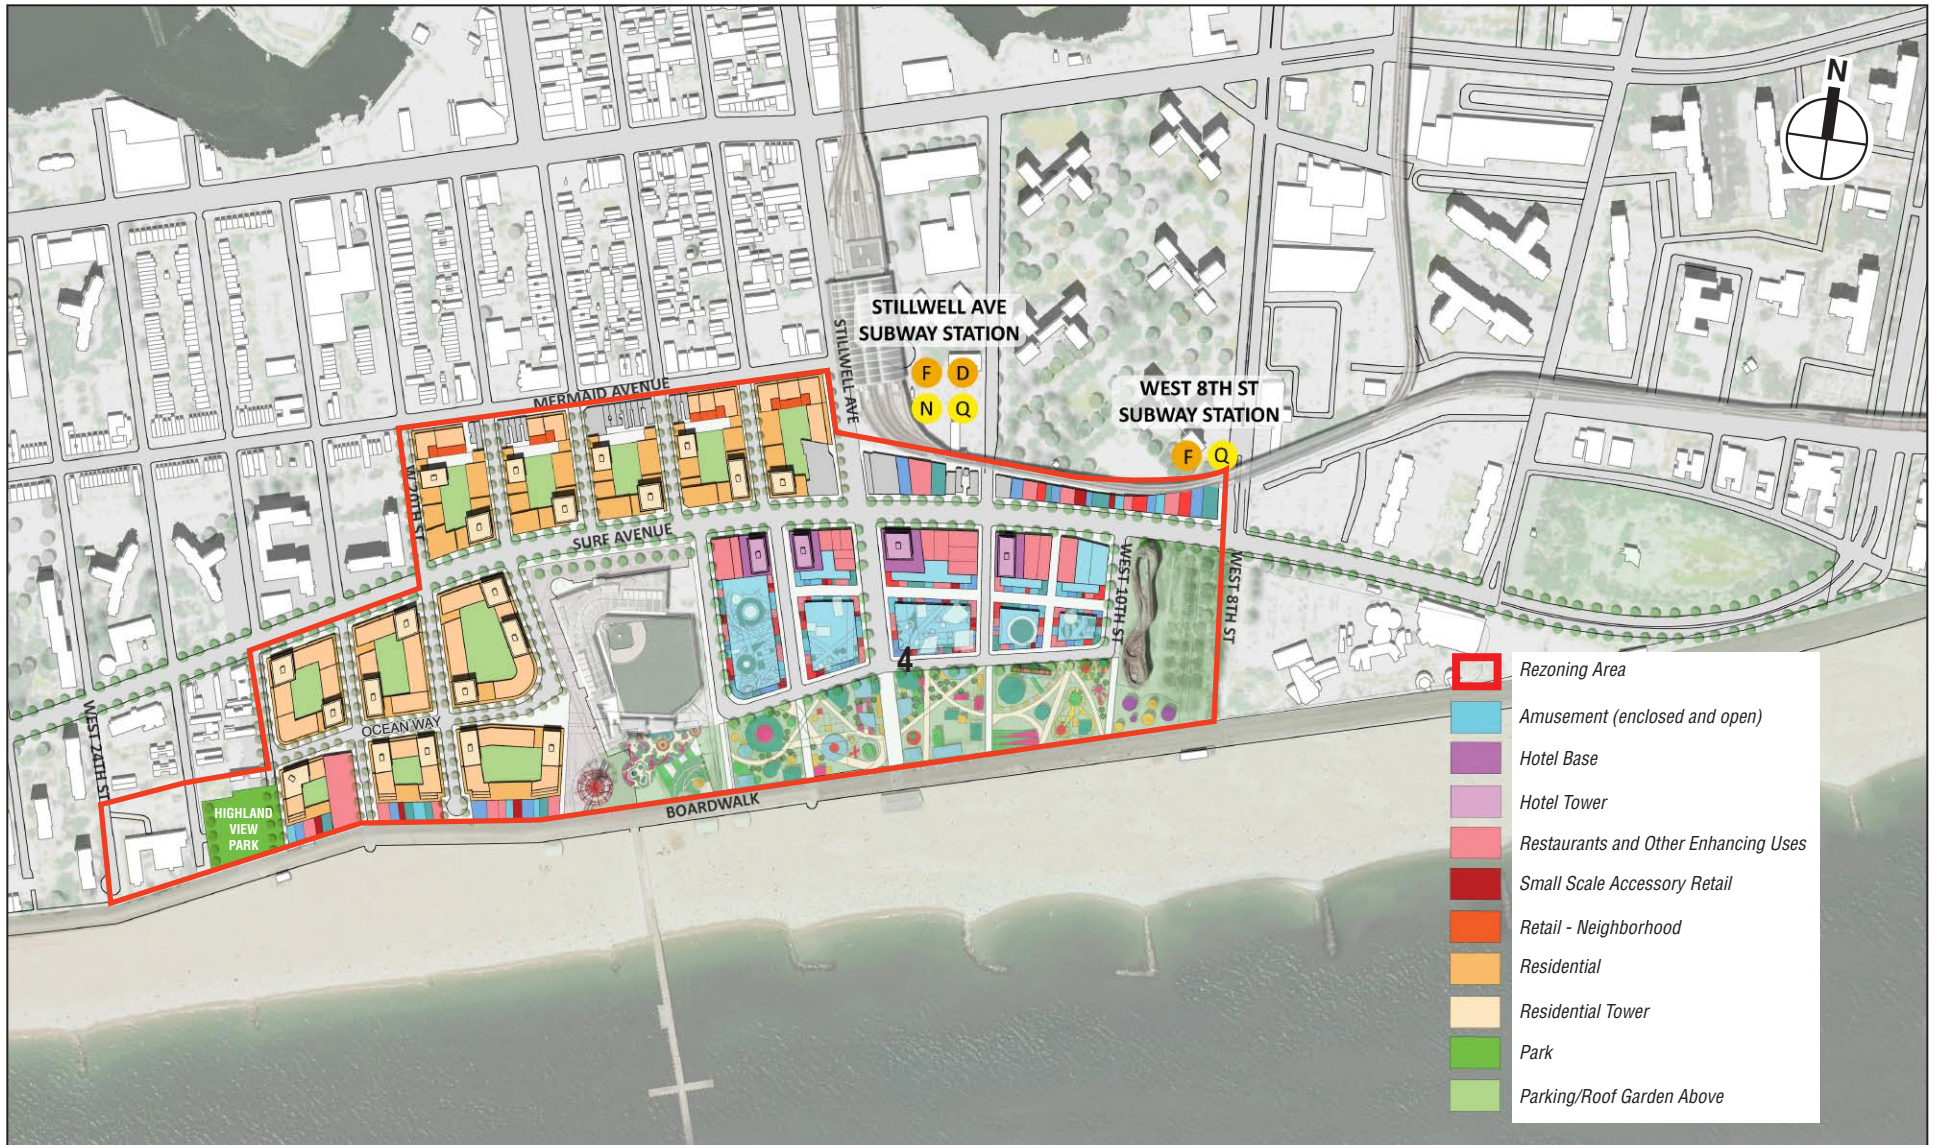 N
STILLWELL AVE
SUBWAY STATION
F D
N Q
WEST 8TH ST
SUBWAY STATION
F Q
STILLWELL AVE
MERMAID AVENUE
W 20TH ST
SURF AVENUE
WEST 10TH ST
WEST 8TH ST
4
OCEAN WAY
WEST 24TH ST
HIGHLAND
VIEW
PARK
BOARDWALK
Rezoning Area
Amusement (enclosed and open)
Hotel Base
Hotel Tower
Restaurants and Other Enhancing Uses
Small Scale Accessory Retail
Retail - Neighborhood
Residential
Residential Tower
Park
Parking/Roof Garden Above